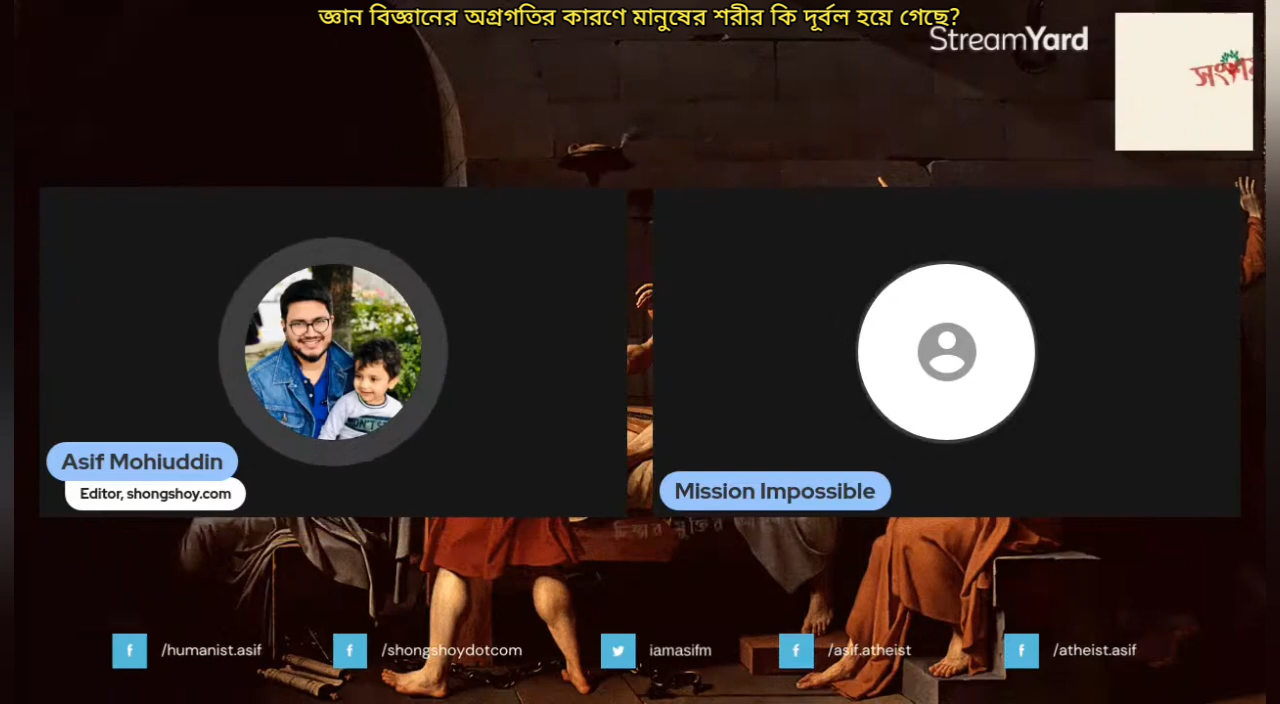 জ্ঞান বিজ্ঞানের অগ্রগতির কারণে মানুষের শরীর কি দূর্বল হয়ে গেছে?
StreamYard
Asif Mohiuddin
Editor, shongshoy.com
Mission Impossible
/humanist.asif
/shongshoydotcom
iamasifm
/asif.atheist
/atheist.asif